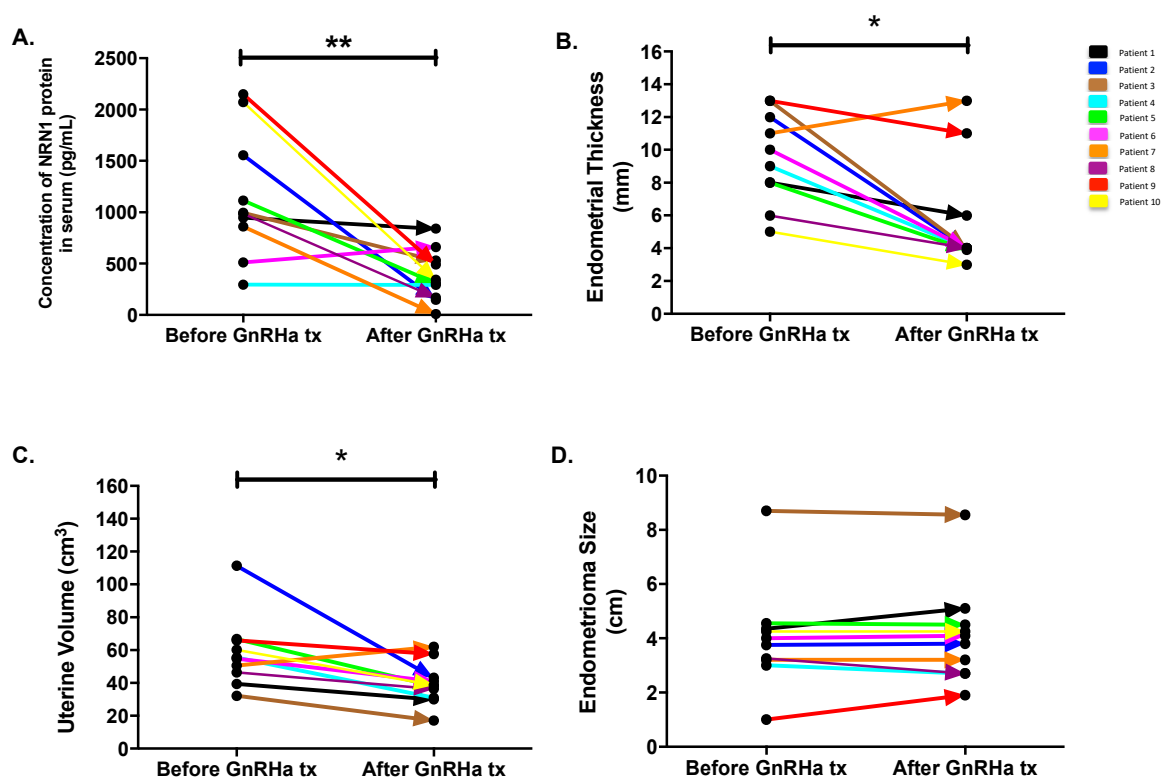 A.
**
Concentration of NRN1 protein
in serum (pg/mL)
2500
2000
1500
1000
500
0
Before GnRHa tx
After GnRHa tx
B.
*
Endometrial Thickness
(mm)
16
14
12
10
8
6
4
2
0
Before GnRHa tx
After GnRHa tx
Patient 1
Patient 2
Patient 3
Patient 4
Patient 5
Patient 6
Patient 7
Patient 8
Patient 9
Patient 10
C.
*
Uterine Volume (cm³)
160
140
120
100
80
60
40
20
0
Before GnRHa tx
After GnRHa tx
D.
Endometrioma Size
(cm)
10
8
6
4
2
0
Before GnRHa tx
After GnRHa tx